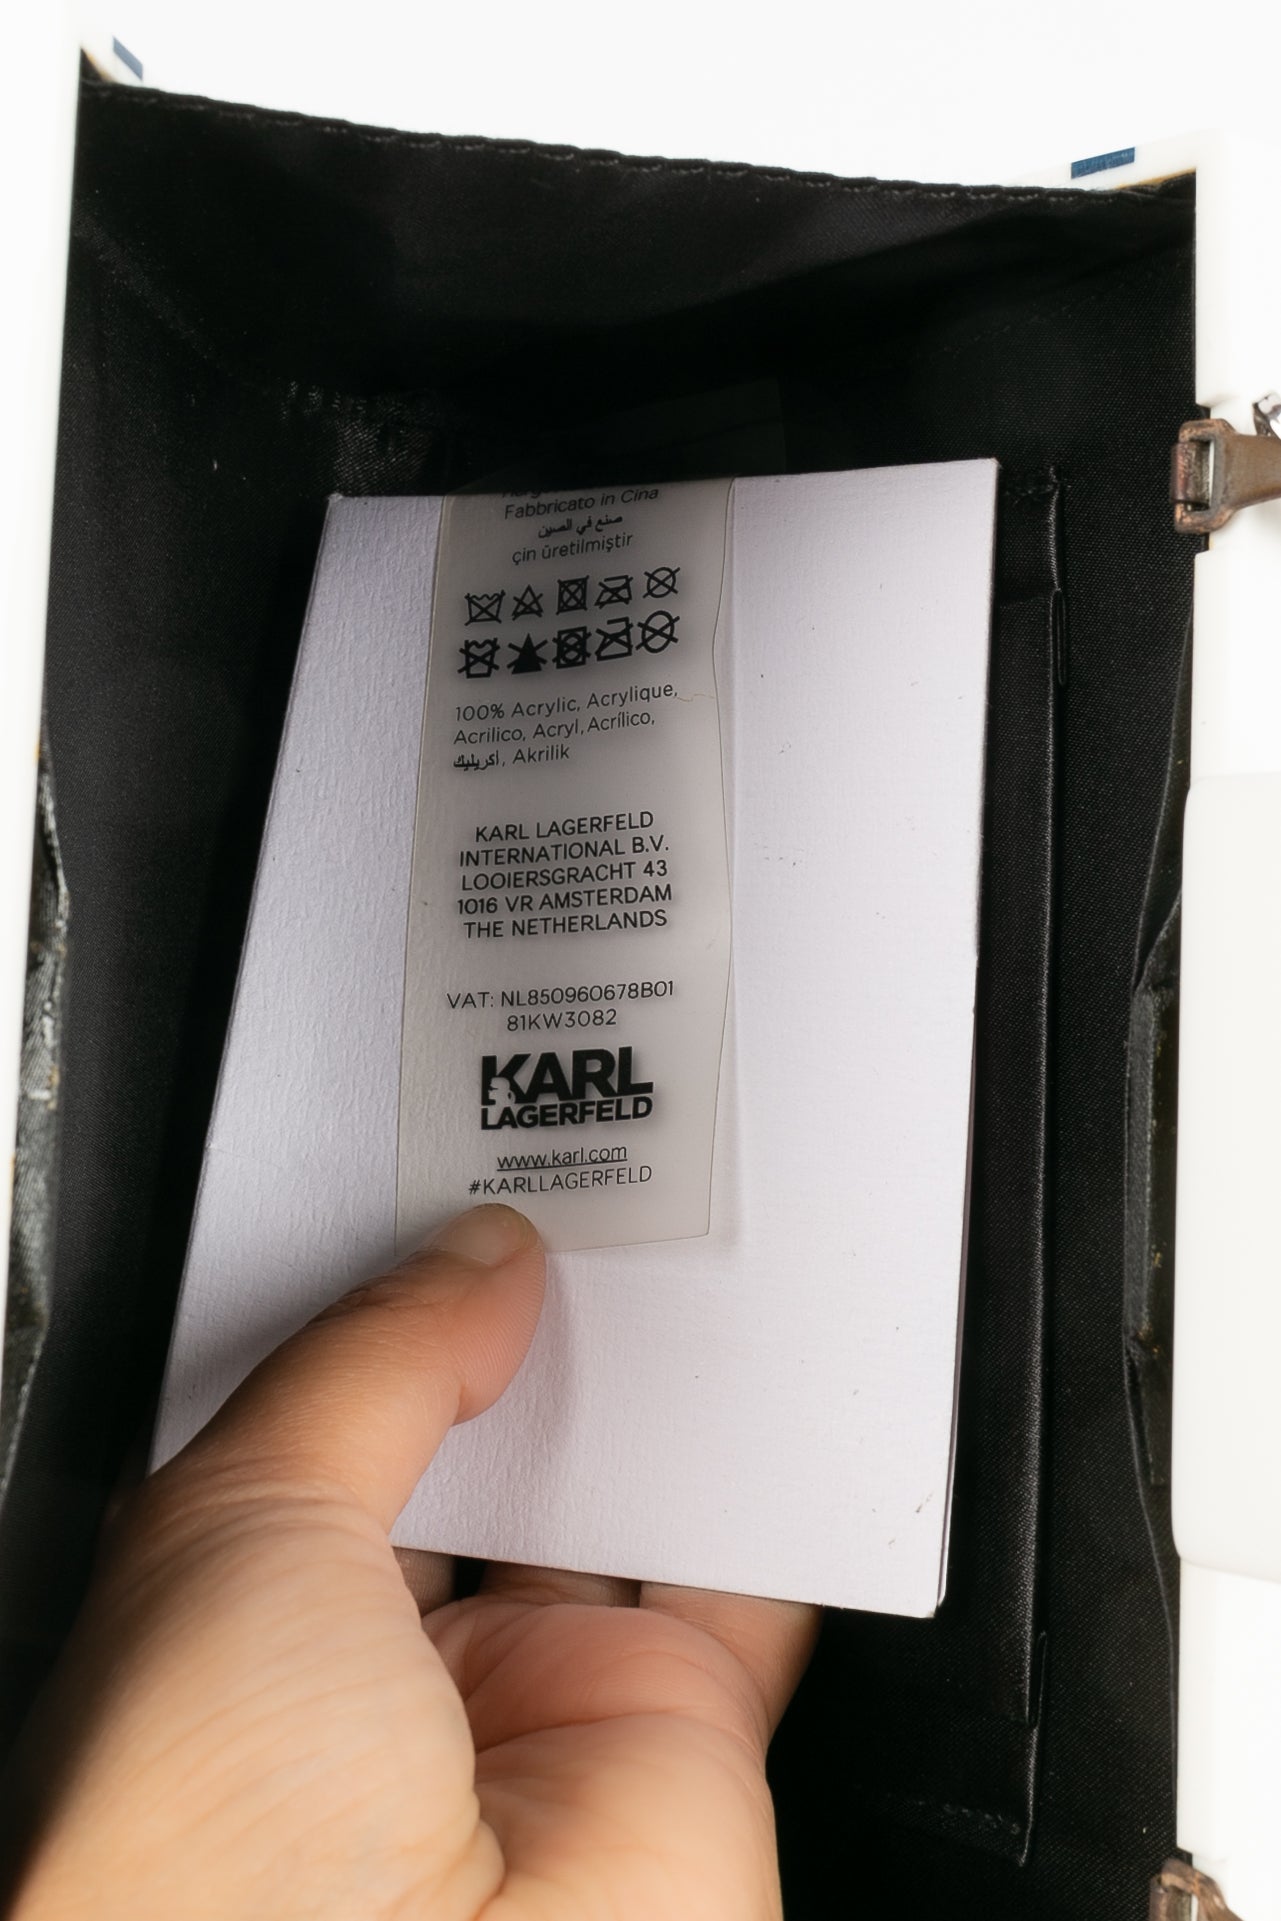 Fabbricato in Cina
صنع في الصين
çin üretilmiştir
100% Acrylic, Acrylique,
Acrilico, Acryl, Acrílico,
أكريليك, Akrilik
KARL LAGERFELD
INTERNATIONAL B.V.
LOOIERSGRACHT 43
1016 VR AMSTERDAM
THE NETHERLANDS
VAT: NL850960678B01
81KW3082
KARL
LAGERFELD
www.karl.com
#KARLLAGERFELD